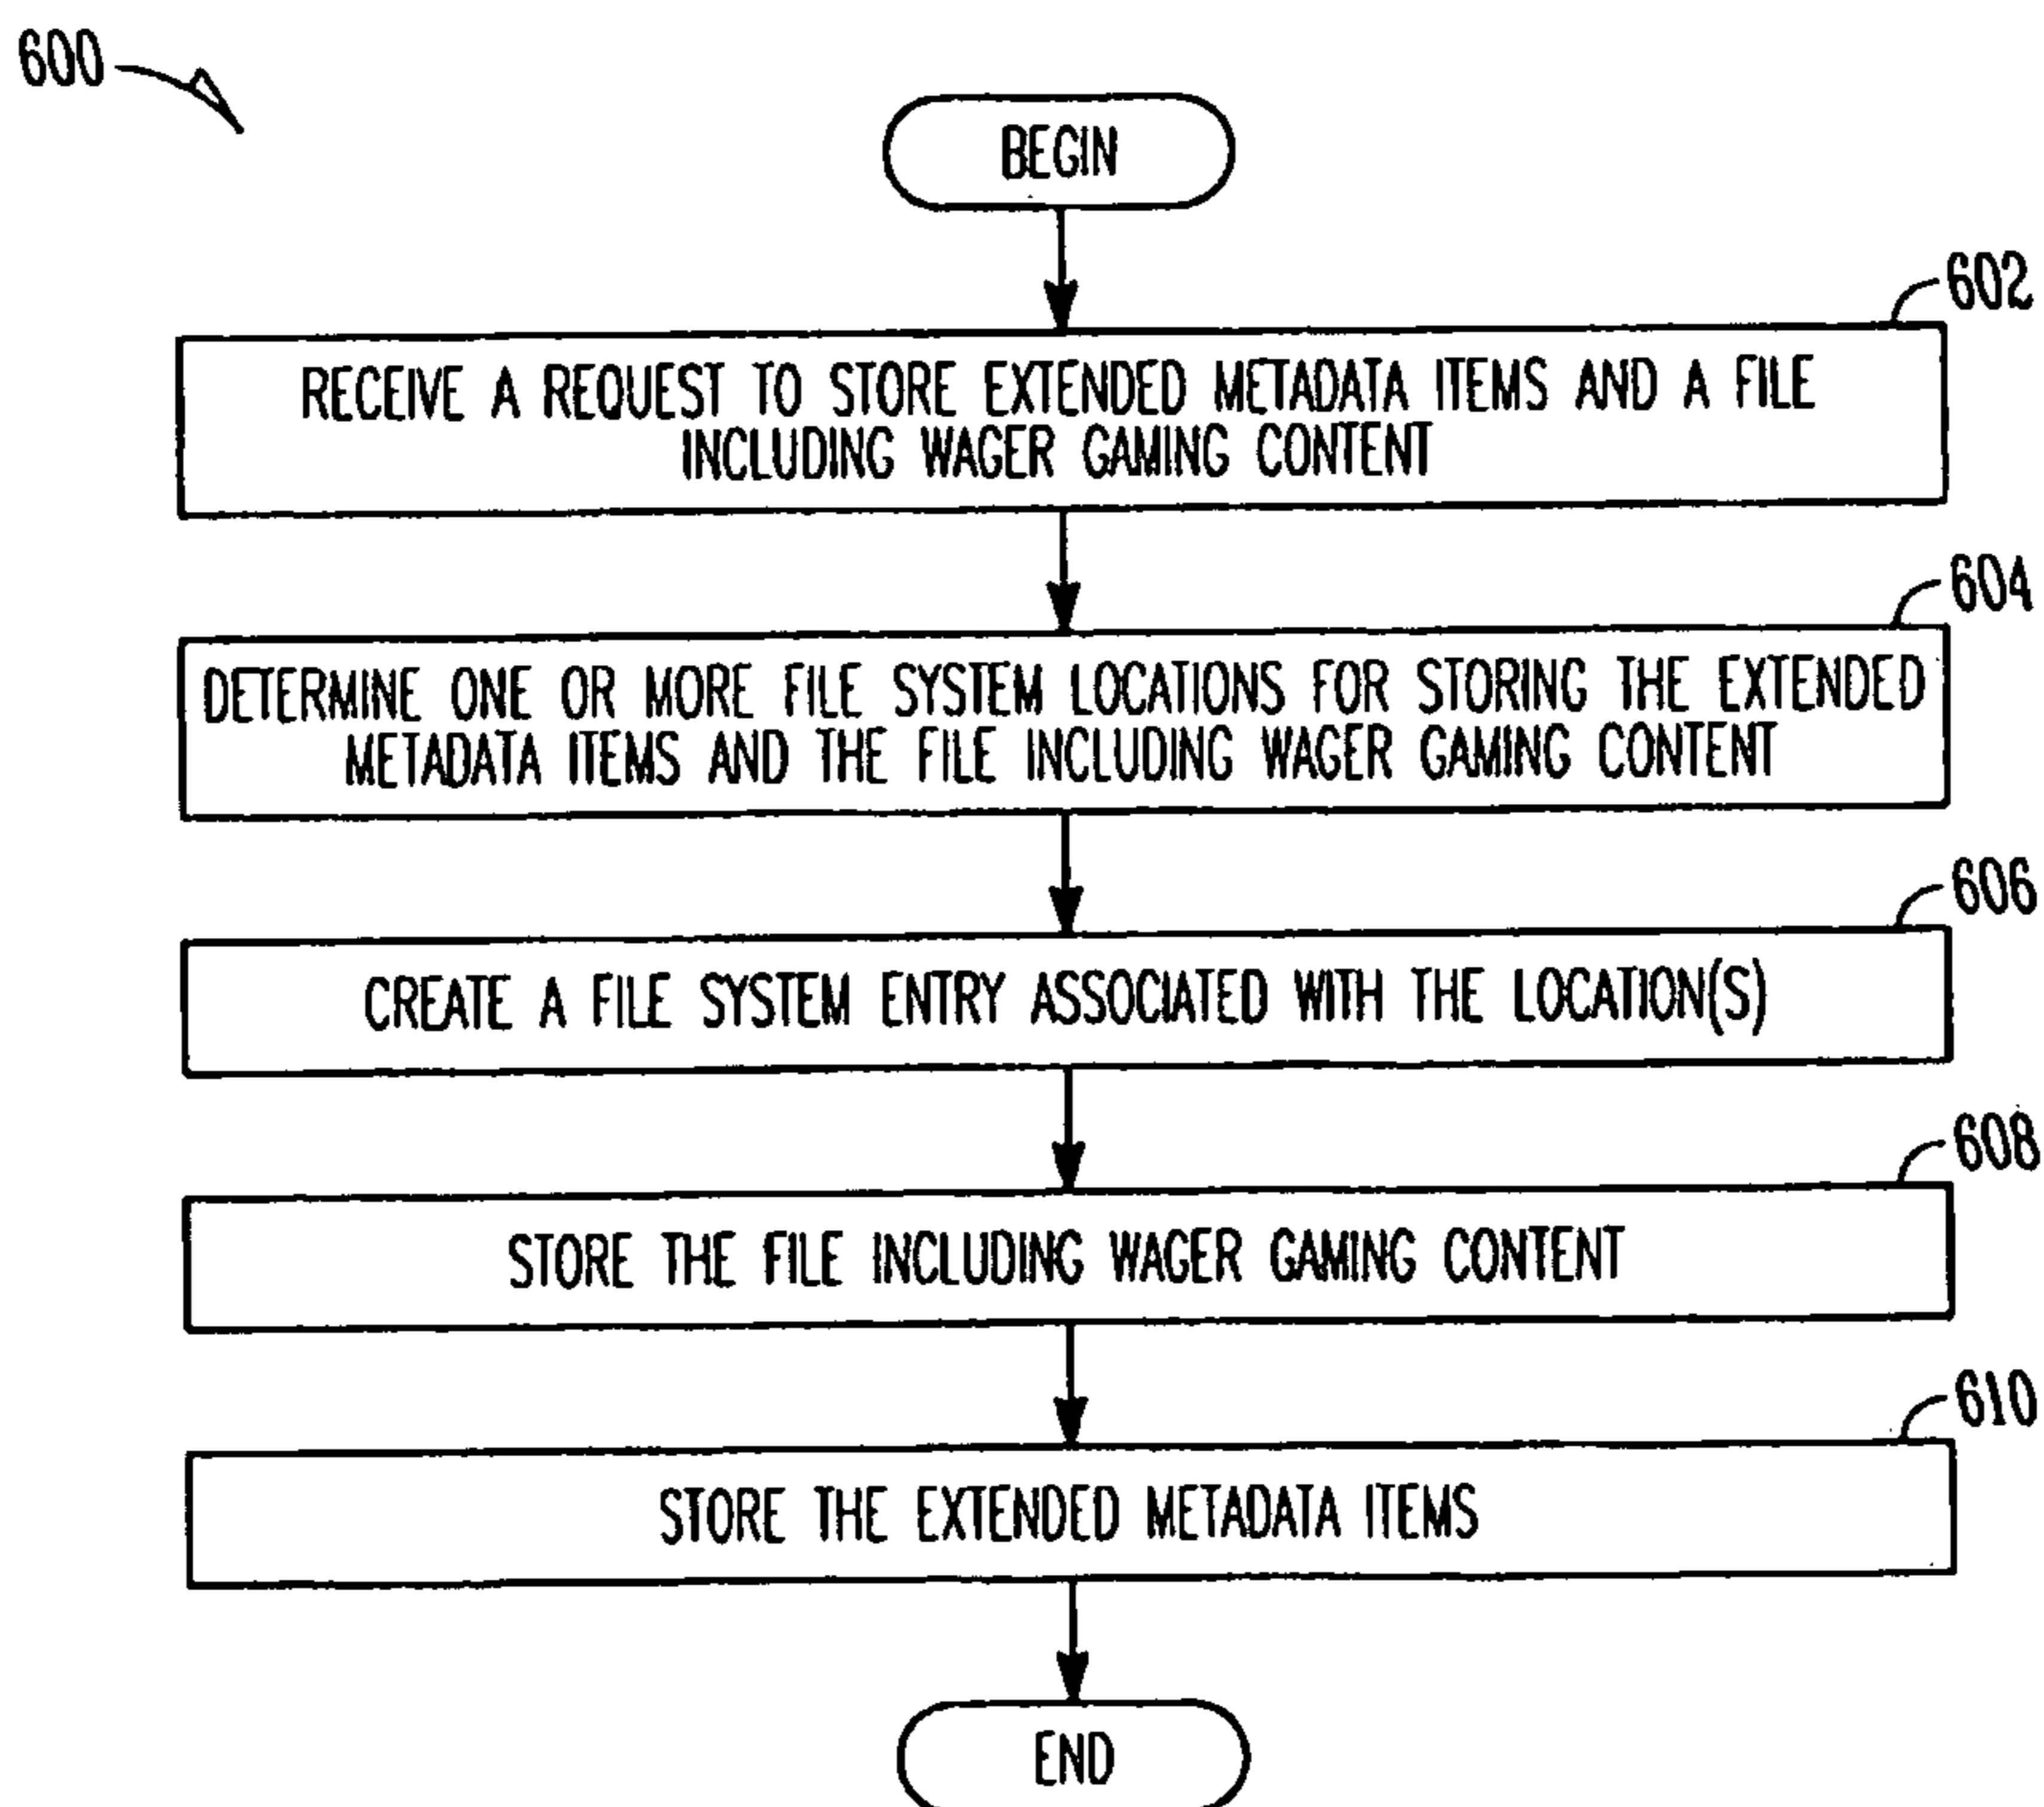 600
BEGIN
602
RECEIVE A REQUEST TO STORE EXTENDED METADATA ITEMS AND A FILE
INCLUDING WAGER GAMING CONTENT
604
DETERMINE ONE OR MORE FILE SYSTEM LOCATIONS FOR STORING THE EXTENDED
METADATA ITEMS AND THE FILE INCLUDING WAGER GAMING CONTENT
606
CREATE A FILE SYSTEM ENTRY ASSOCIATED WITH THE LOCATION(S)
608
STORE THE FILE INCLUDING WAGER GAMING CONTENT
610
STORE THE EXTENDED METADATA ITEMS
END